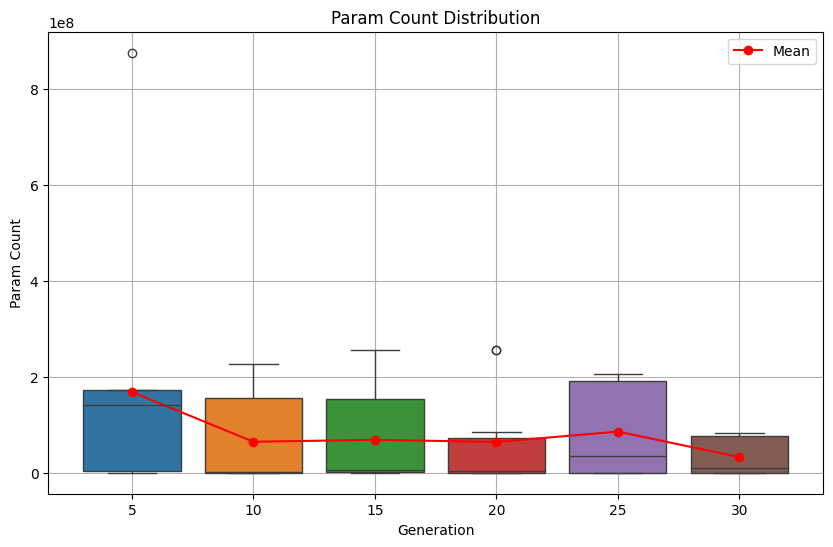 Param Count Distribution
1e8
Mean
8
6
4
2
0
Param Count
5 10 15 20 25 30
Generation